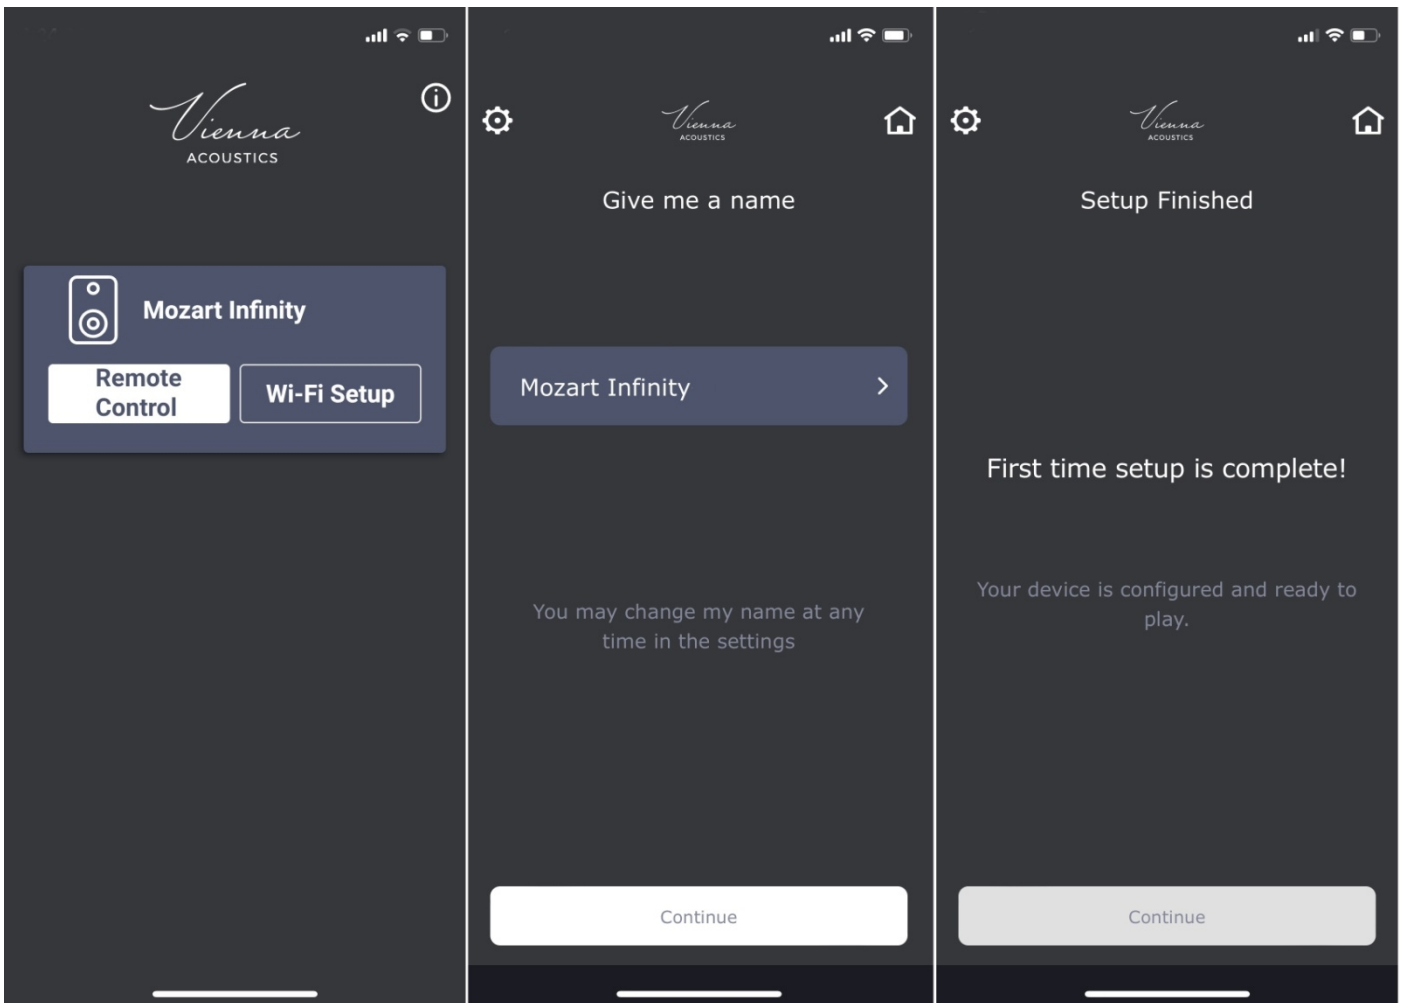 Vienna
ACOUSTICS
Mozart Infinity
Remote
Control
Wi-Fi Setup
Vienna
ACOUSTICS
Give me a name
Mozart Infinity
You may change my name at any
time in the settings
Continue
Vienna
ACOUSTICS
Setup Finished
First time setup is complete!
Your device is configured and ready to
play.
Continue